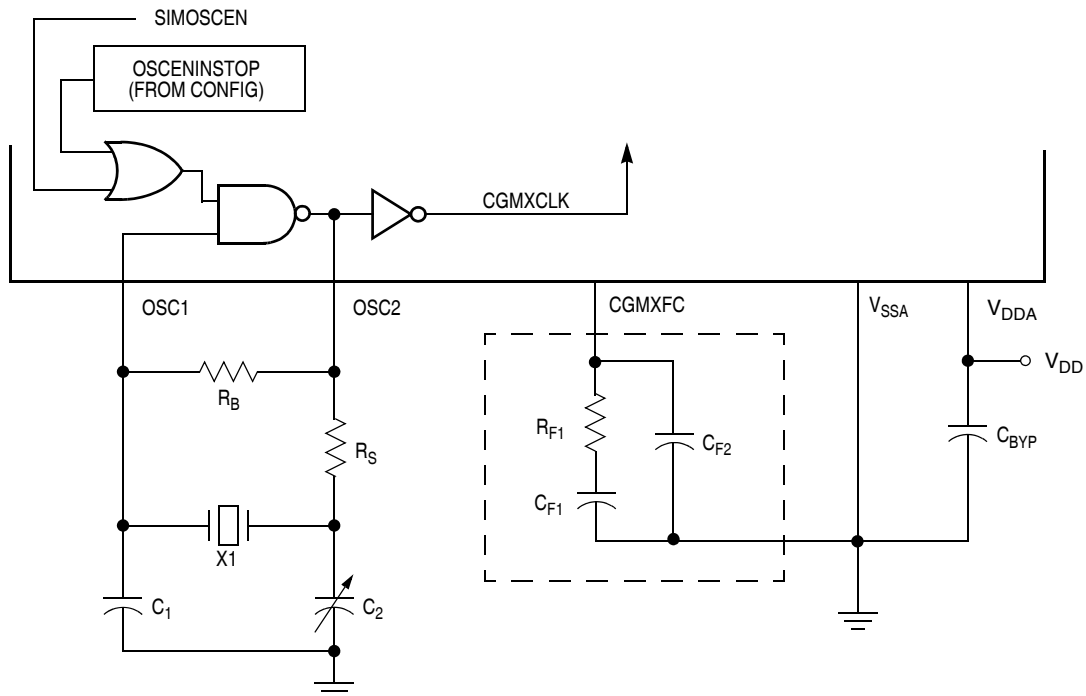 SIMOSCEN
OSCENINSTOP
(FROM CONFIG)
CGMXCLK
OSC1
OSC2
CGMXFC
VSSA
VDDA
VDD
RB
RF1
CF2
CBYP
RS
CF1
X1
C1
C2